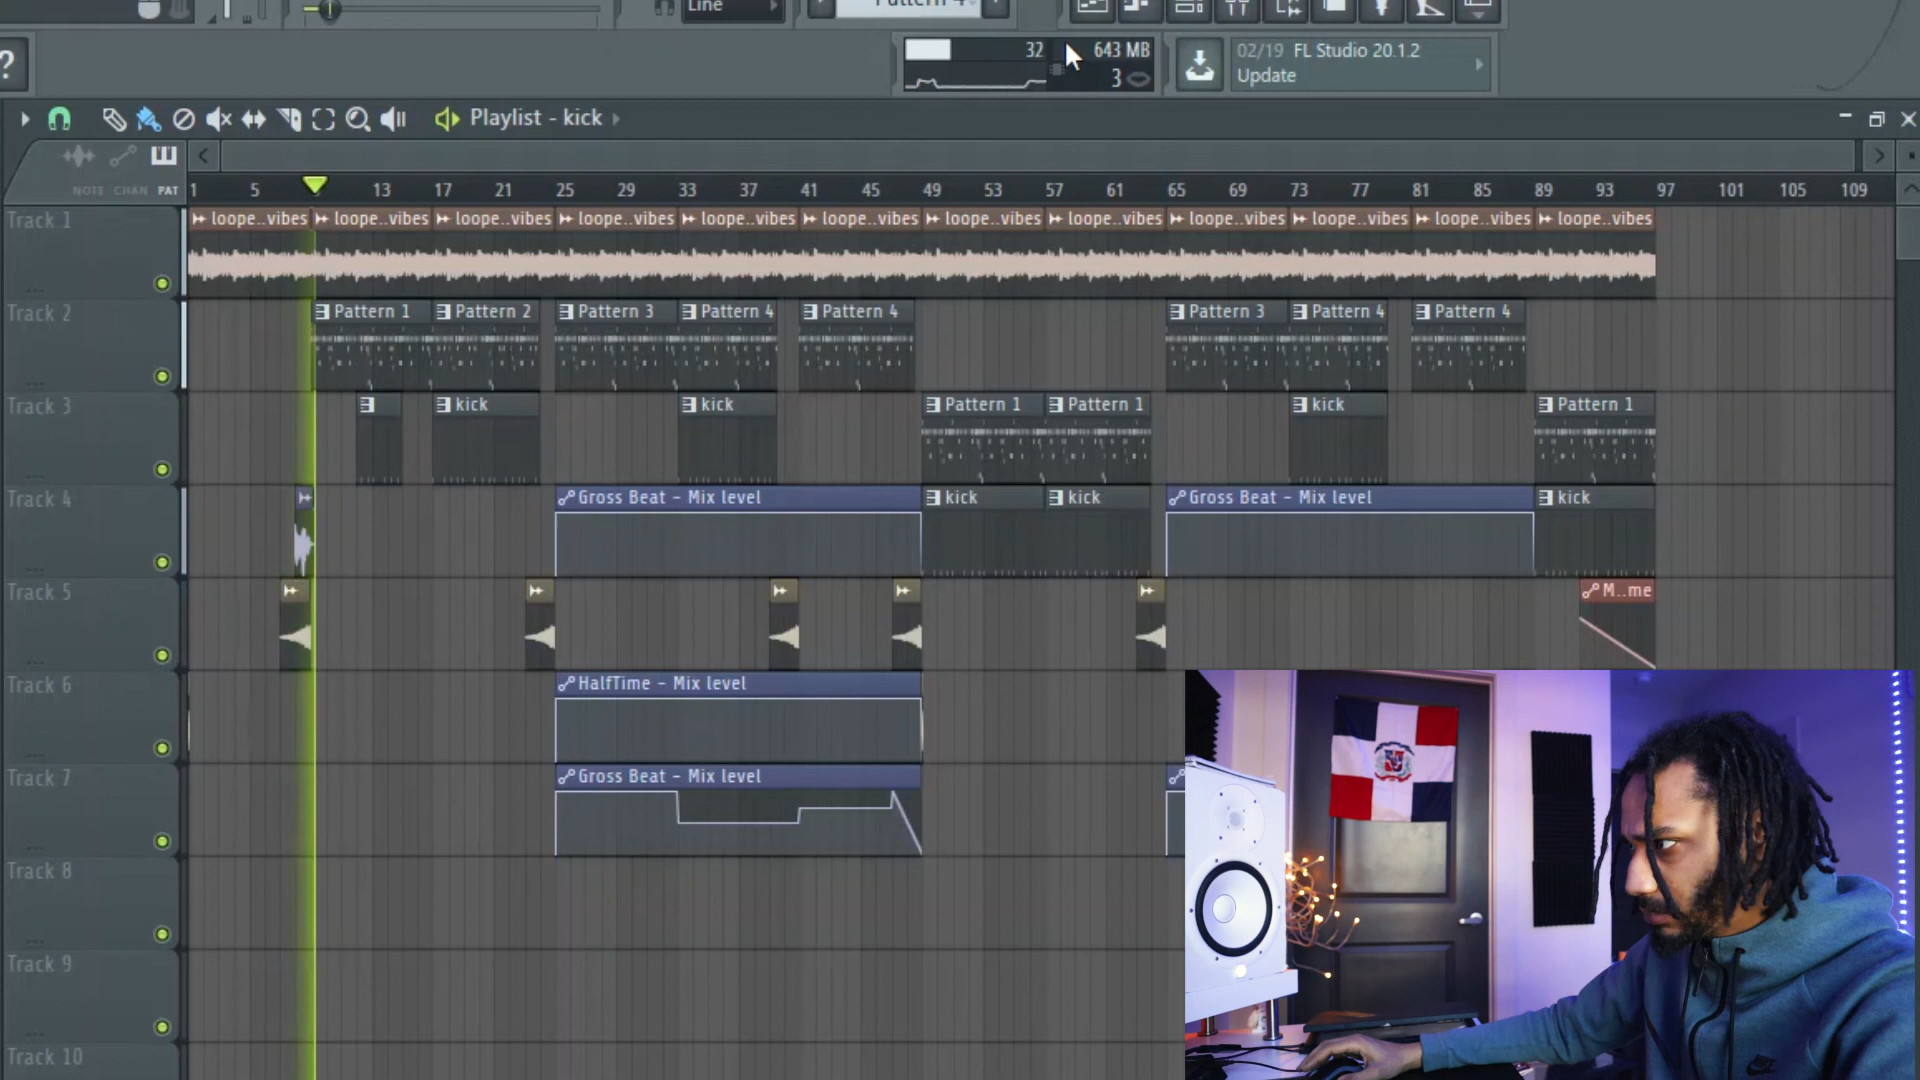 Line
Pattern 4
?
32
643 MB
3
02/19 FL Studio 20.1.2
Update
Playlist - kick
NOTE CHAN PAT
1 5 13 17 21 25 29 33 37 41 45 49 53 57 61 65 69 73 77 81 85 89 93 97 101 105 109
Track 1
loope..vibes loope..vibes loope..vibes loope..vibes loope..vibes loope..vibes loope..vibes loope..vibes loope..vibes loope..vibes loope..vibes loope..vibes
Track 2
Pattern 1 Pattern 2 Pattern 3 Pattern 4 Pattern 4 Pattern 3 Pattern 4 Pattern 4
Track 3
kick kick Pattern 1 Pattern 1 kick Pattern 1
Track 4
Gross Beat - Mix level kick kick Gross Beat - Mix level kick
Track 5
M..me
Track 6
HalfTime - Mix level
Track 7
Gross Beat - Mix level
Track 8
Track 9
Track 10